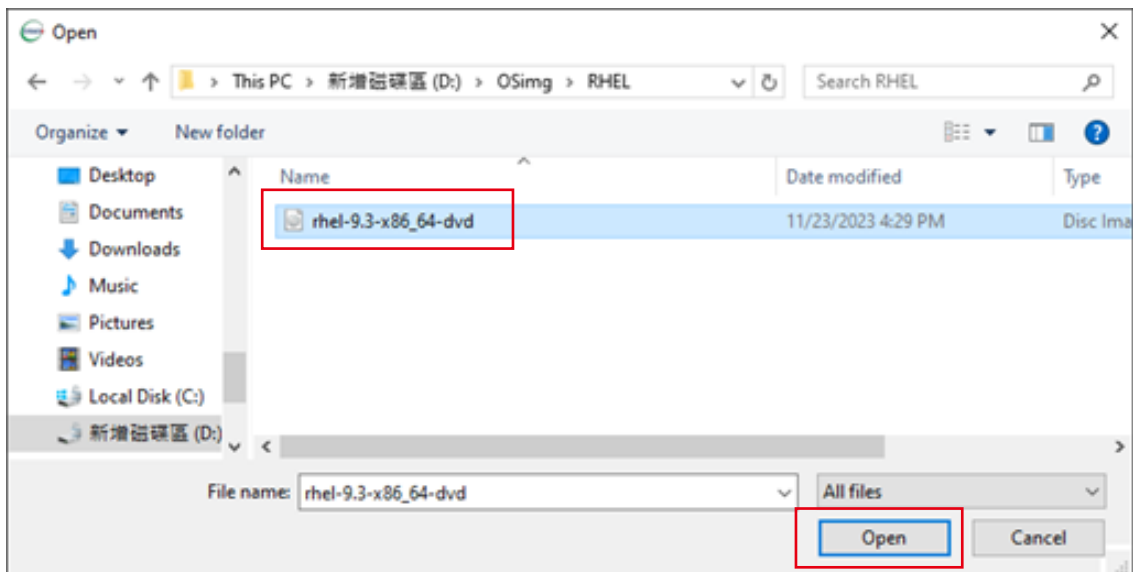 Open
This PC > 新增磁碟區 (D:) > OSimg > RHEL
Search RHEL
Organize
New folder
Name
Date modified
Type
rhel-9.3-x86_64-dvd
11/23/2023 4:29 PM
Disc Ima
Desktop
Documents
Downloads
Music
Pictures
Videos
Local Disk (C:)
新增磁碟區 (D:)
File name:
rhel-9.3-x86_64-dvd
All files
Open
Cancel